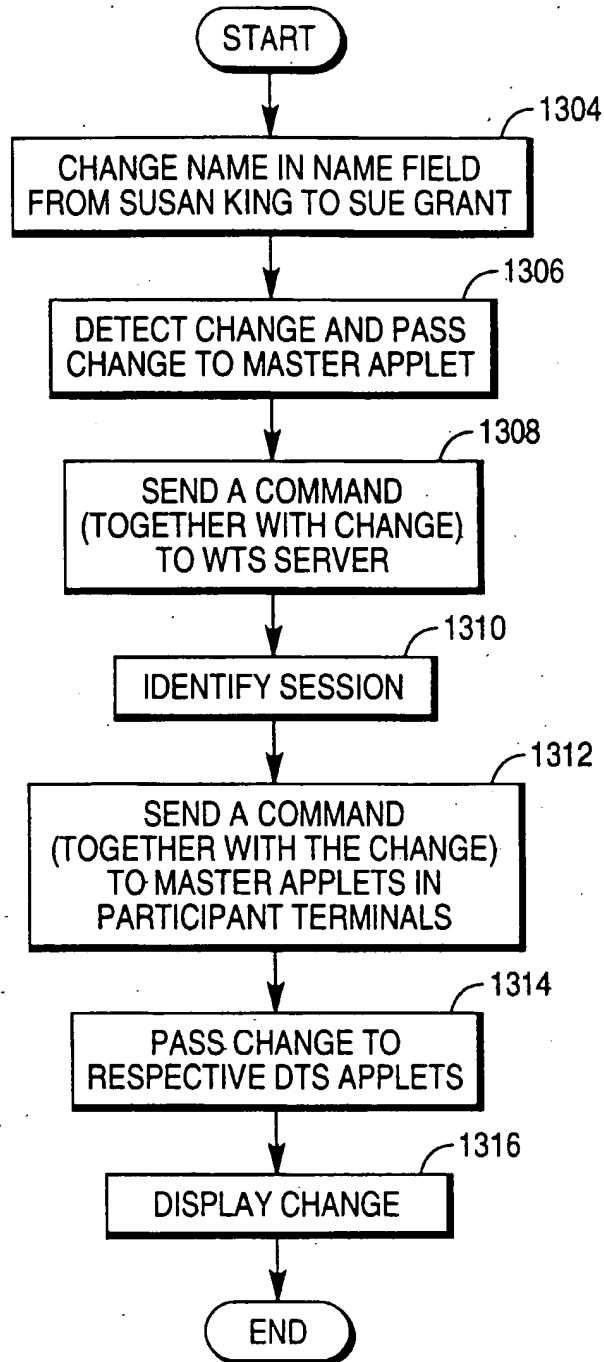 START
1304
CHANGE NAME IN NAME FIELD
FROM SUSAN KING TO SUE GRANT
1306
DETECT CHANGE AND PASS
CHANGE TO MASTER APPLET
1308
SEND A COMMAND
(TOGETHER WITH CHANGE)
TO WTS SERVER
1310
IDENTIFY SESSION
1312
SEND A COMMAND
(TOGETHER WITH THE CHANGE)
TO MASTER APPLETS IN
PARTICIPANT TERMINALS
1314
PASS CHANGE TO
RESPECTIVE DTS APPLETS
1316
DISPLAY CHANGE
END